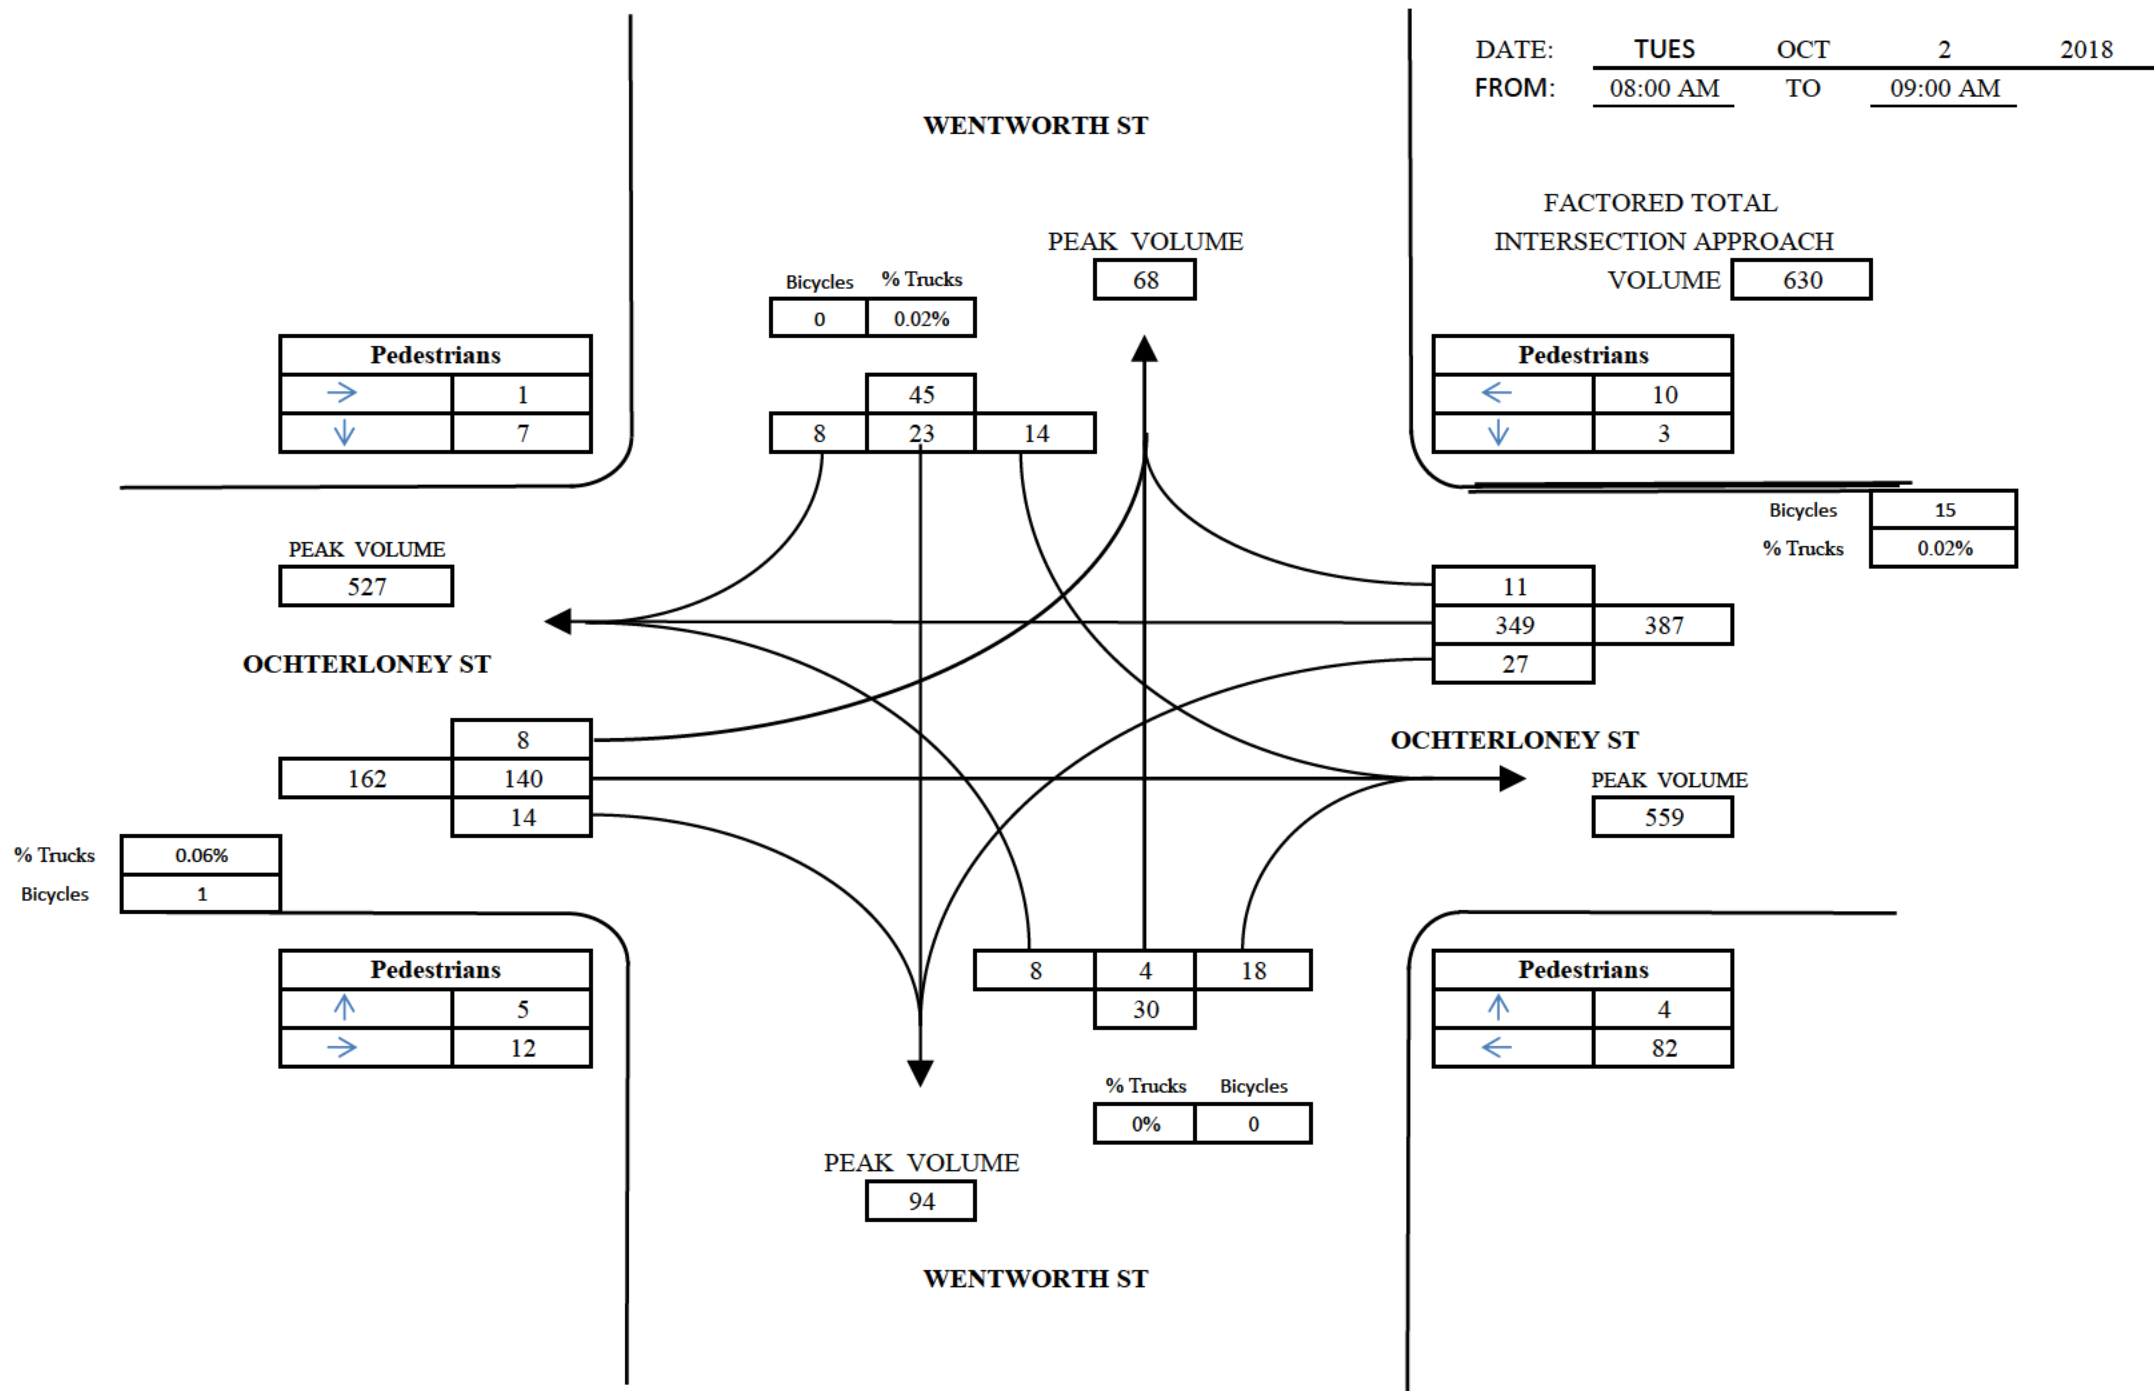 DATE: TUES OCT 2 2018
FROM: 08:00 AM TO 09:00 AM
WENTWORTH ST
FACTORED TOTAL
INTERSECTION APPROACH
VOLUME 630
PEAK VOLUME
68
Bicycles % Trucks
0 0.02%
Pedestrians
→ 1
↓ 7
45
8 23 14
Pedestrians
← 10
↓ 3
Bicycles 15
% Trucks 0.02%
PEAK VOLUME
527
OCHTERLONEY ST
11
349 387
27
8
162 140
14
OCHTERLONEY ST
PEAK VOLUME
559
% Trucks 0.06%
Bicycles 1
Pedestrians
↑ 5
→ 12
8 4 18
30
Pedestrians
↑ 4
← 82
% Trucks Bicycles
0% 0
PEAK VOLUME
94
WENTWORTH ST